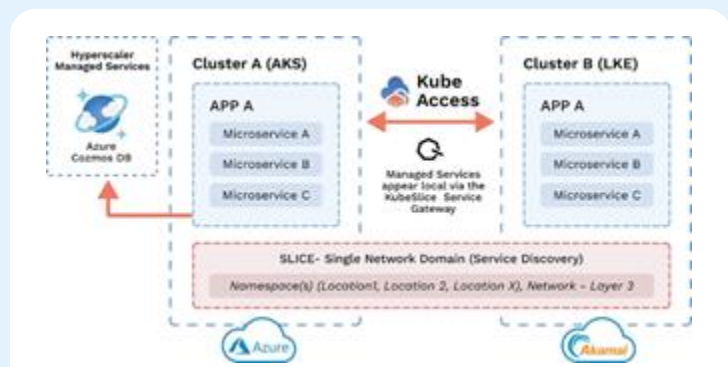 Hyperscaler
Managed Services
Azure
Cozmos DB
Cluster A (AKS)
APP A
Microservice A
Microservice B
Microservice C
Kube
Access
Managed Services
appear local via the
KubeSlice Service
Gateway
Cluster B (LKE)
APP A
Microservice A
Microservice B
Microservice C
SLICE- Single Network Domain (Service Discovery)
Namespace(s) (Location1, Location 2, Location X), Network - Layer 3
Azure
Akamai